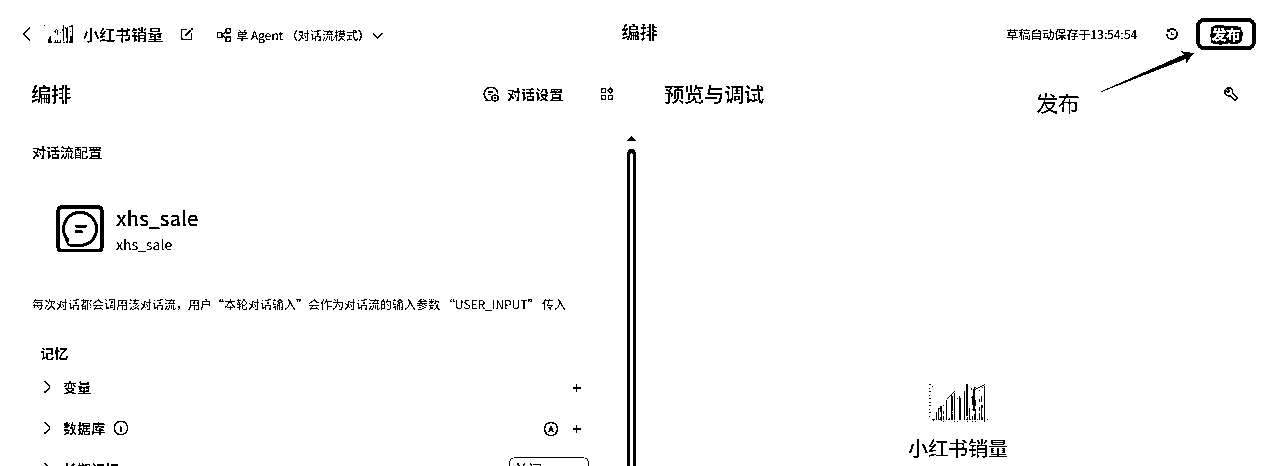 小红书销量 单 Agent （对话流模式） 编排 草稿自动保存于13:54:54 发布
编排 对话设置 预览与调试 发布
对话流配置
xhs_sale
xhs_sale
每次对话都会调用该对话流，用户“本轮对话输入”会作为对话流的输入参数 “USER_INPUT” 传入
记忆
变量
数据库
小红书销量